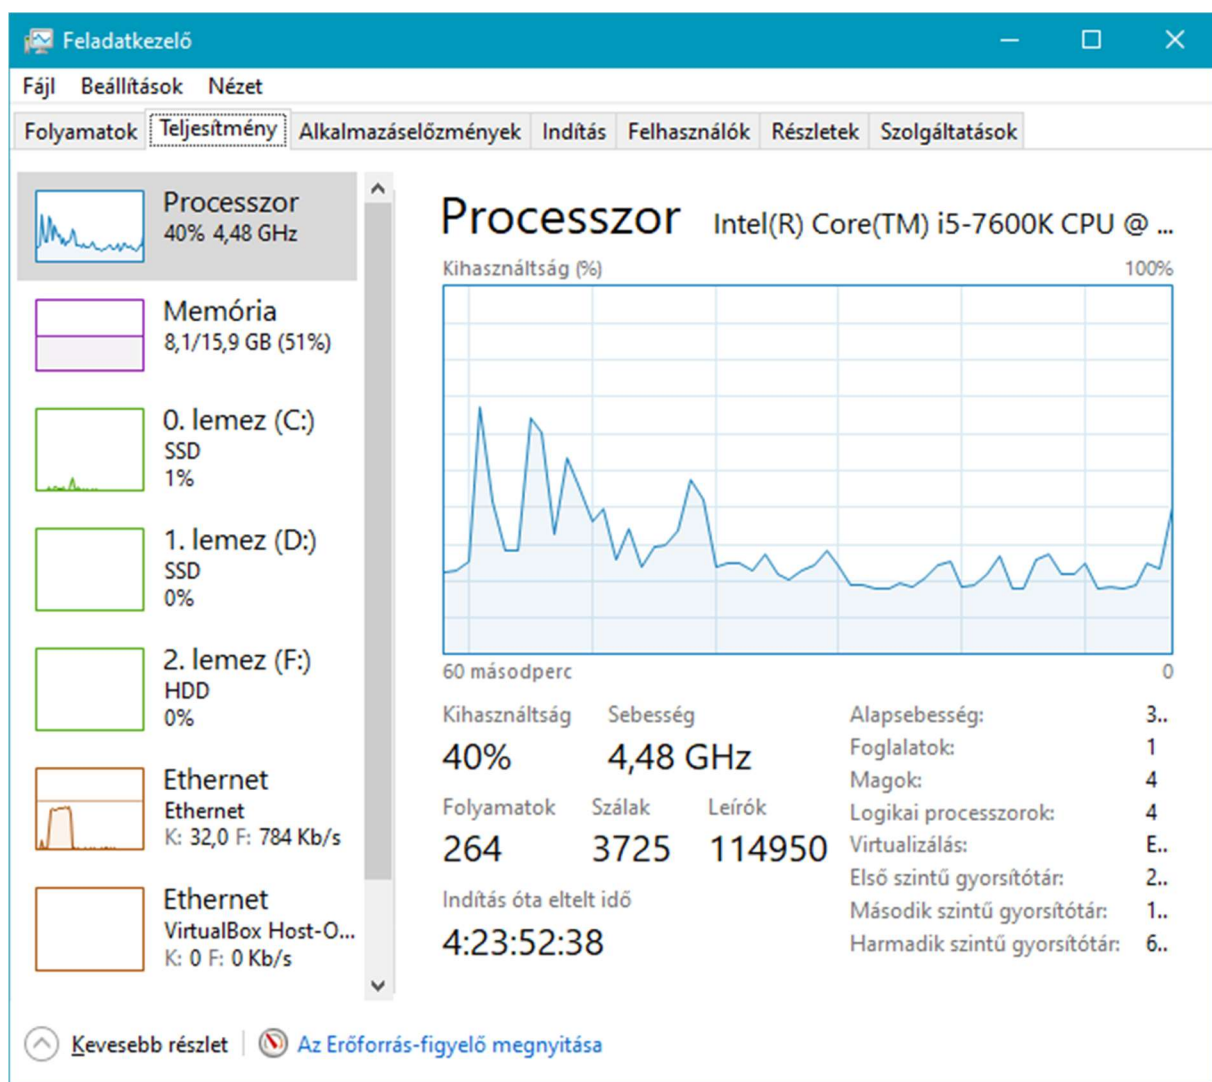 Feladatkezelő
Fájl Beállítások Nézet
Folyamatok Teljesítmény Alkalmazáselőzmények Indítás Felhasználók Részletek Szolgáltatások
Processzor
40% 4,48 GHz
Memória
8,1/15,9 GB (51%)
0. lemez (C:)
SSD
1%
1. lemez (D:)
SSD
0%
2. lemez (F:)
HDD
0%
Ethernet
Ethernet
K: 32,0 F: 784 Kb/s
Ethernet
VirtualBox Host-O...
K: 0 F: 0 Kb/s
Processzor Intel(R) Core(TM) i5-7600K CPU @ ...
Kihasználtság (%) 100%
60 másodperc 0
Kihasználtság Sebesség
40% 4,48 GHz
Folyamatok Szálak Leírók
264 3725 114950
Indítás óta eltelt idő
4:23:52:38
Alapsebesség: 3..
Foglalatok: 1
Magok: 4
Logikai processzorok: 4
Virtualizálás: E..
Első szintű gyorsítótár: 2..
Második szintű gyorsítótár: 1..
Harmadik szintű gyorsítótár: 6..
Kevesebb részlet Az Erőforrás-figyelő megnyitása